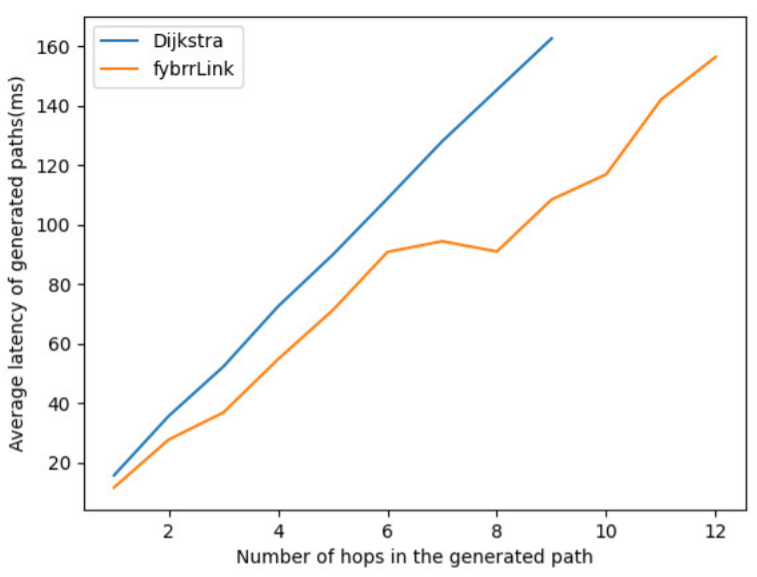 Dijkstra
fybrrLink
160
140
120
100
80
60
40
20
Average latency of generated paths(ms)
2 4 6 8 10 12
Number of hops in the generated path